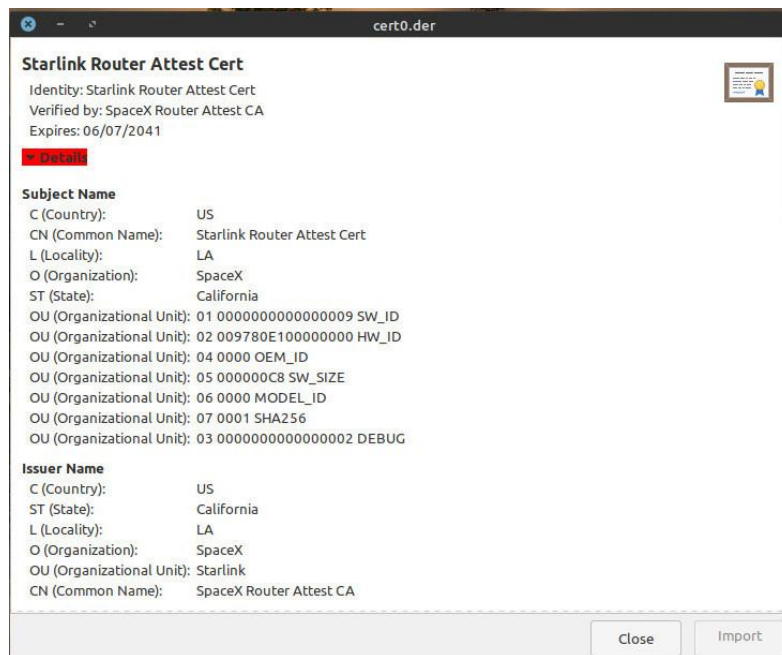 cert0.der
Starlink Router Attest Cert
Identity: Starlink Router Attest Cert
Verified by: SpaceX Router Attest CA
Expires: 06/07/2041
Details
Subject Name
C (Country): US
CN (Common Name): Starlink Router Attest Cert
L (Locality): LA
O (Organization): SpaceX
ST (State): California
OU (Organizational Unit): 01 0000000000000009 SW_ID
OU (Organizational Unit): 02 009780E100000000 HW_ID
OU (Organizational Unit): 04 0000 OEM_ID
OU (Organizational Unit): 05 000000C8 SW_SIZE
OU (Organizational Unit): 06 0000 MODEL_ID
OU (Organizational Unit): 07 0001 SHA256
OU (Organizational Unit): 03 0000000000000002 DEBUG
Issuer Name
C (Country): US
ST (State): California
L (Locality): LA
O (Organization): SpaceX
OU (Organizational Unit): Starlink
CN (Common Name): SpaceX Router Attest CA
Close Import